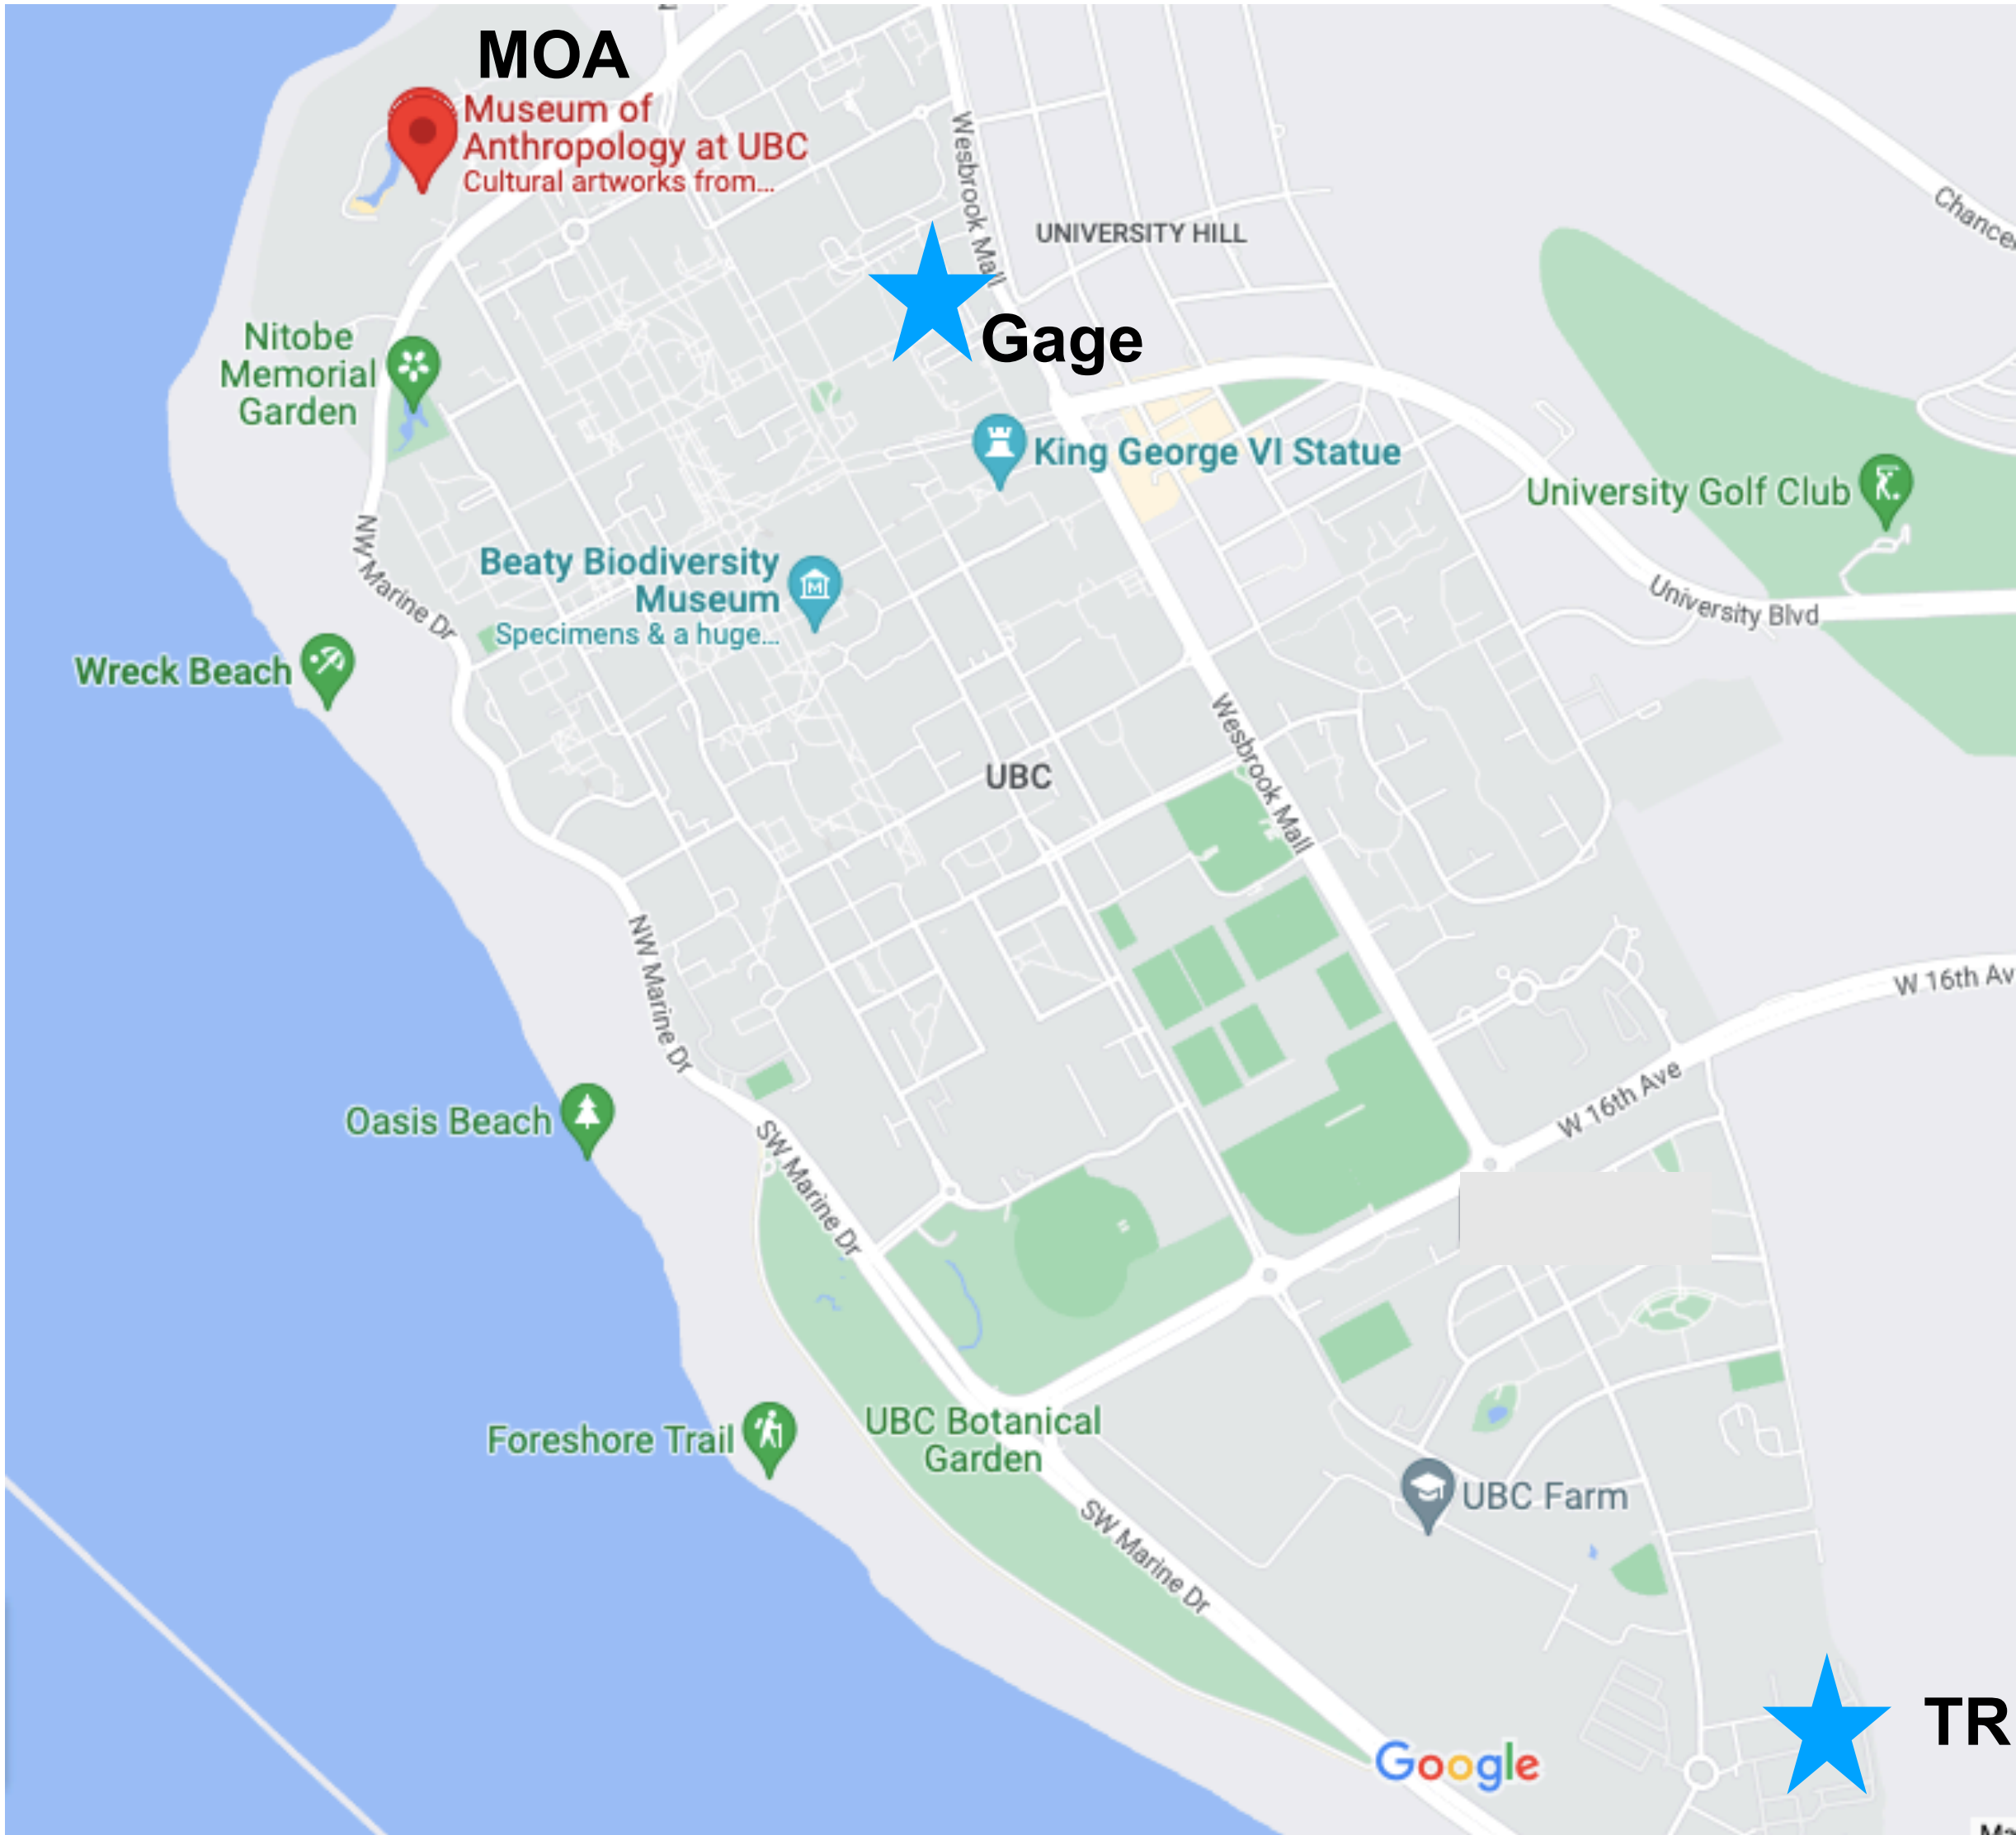 MOA
Museum of
Anthropology at UBC
Cultural artworks from...
Wesbrook Mall
UNIVERSITY HILL
Chance
Gage
Nitobe
Memorial
Garden
King George VI Statue
University Golf Club
NW Marine Dr
Beaty Biodiversity
Museum
Specimens & a huge...
University Blvd
Wreck Beach
Wesbrook Mall
UBC
NW Marine Dr
W 16th Av
W 16th Ave
Oasis Beach
SW Marine Dr
Foreshore Trail
UBC Botanical
Garden
UBC Farm
SW Marine Dr
TR
Google